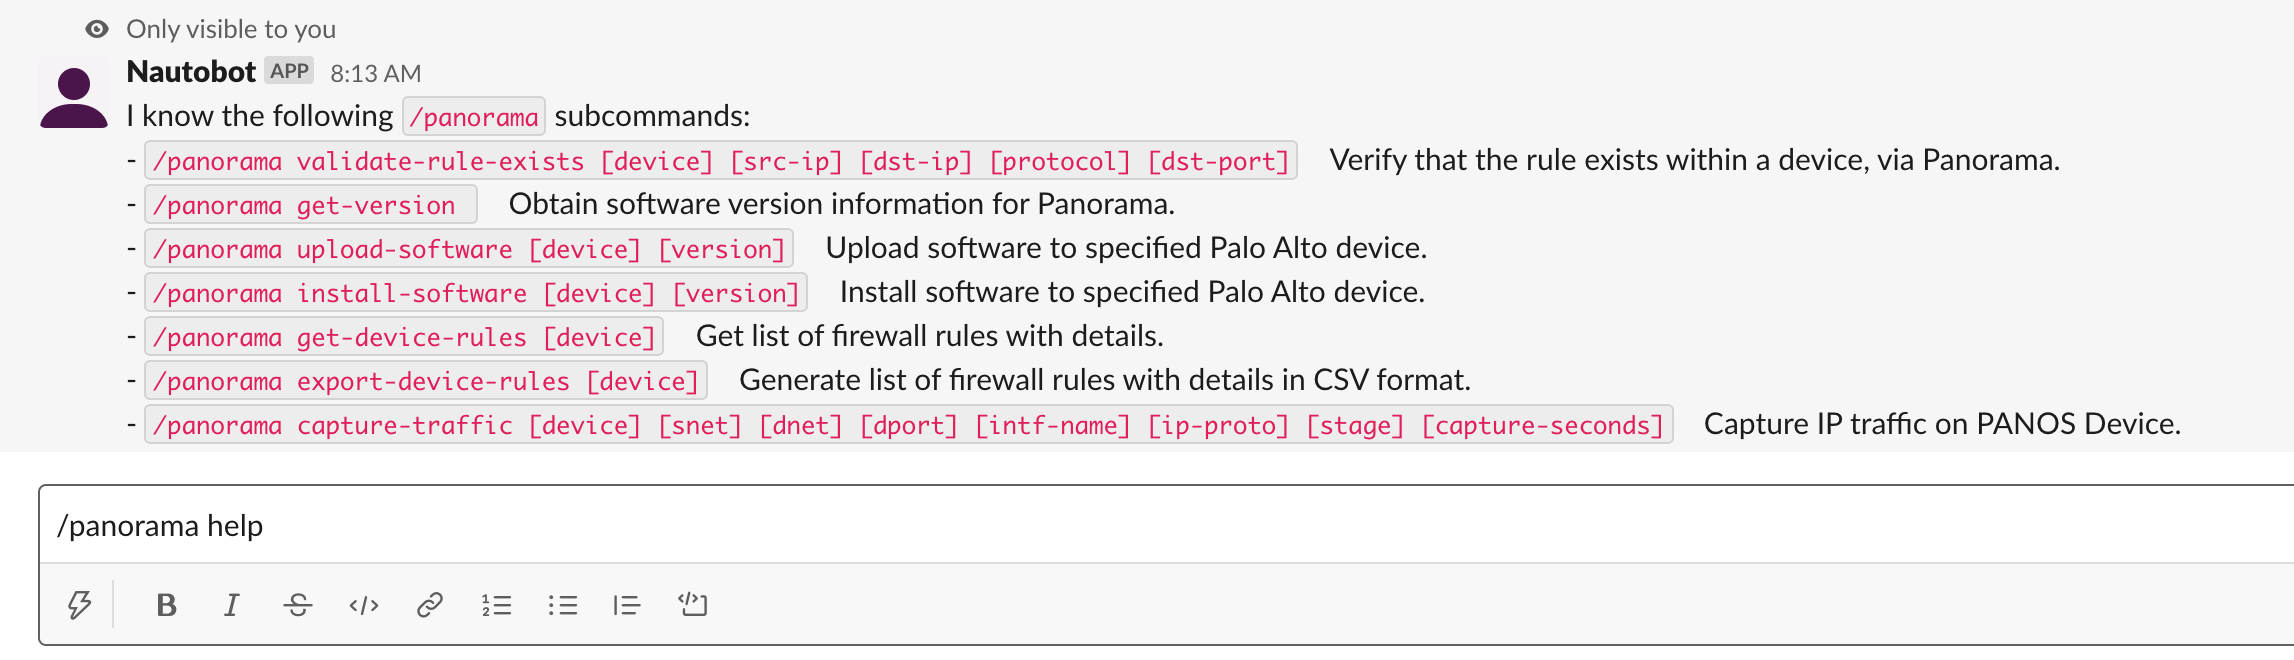 Only visible to you
Nautobot APP 8:13 AM
I know the following /panorama subcommands:
- /panorama validate-rule-exists [device] [src-ip] [dst-ip] [protocol] [dst-port] Verify that the rule exists within a device, via Panorama.
- /panorama get-version Obtain software version information for Panorama.
- /panorama upload-software [device] [version] Upload software to specified Palo Alto device.
- /panorama install-software [device] [version] Install software to specified Palo Alto device.
- /panorama get-device-rules [device] Get list of firewall rules with details.
- /panorama export-device-rules [device] Generate list of firewall rules with details in CSV format.
- /panorama capture-traffic [device] [snet] [dnet] [dport] [intf-name] [ip-proto] [stage] [capture-seconds] Capture IP traffic on PANOS Device.
/panorama help